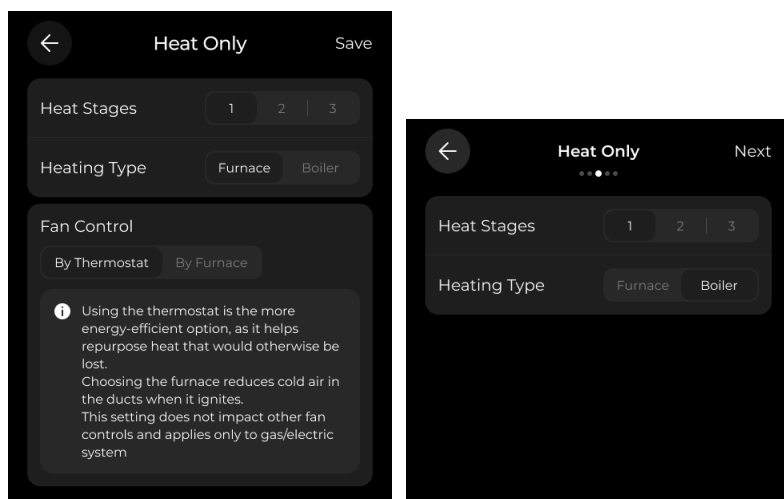 Heat Only Save
Heat Stages 1 2 3
Heating Type Furnace Boiler
Fan Control
By Thermostat By Furnace
Using the thermostat is the more
energy-efficient option, as it helps
repurpose heat that would otherwise be
lost.
Choosing the furnace reduces cold air in
the ducts when it ignites.
This setting does not impact other fan
controls and applies only to gas/electric
system
Heat Only Next
Heat Stages 1 2 3
Heating Type Furnace Boiler